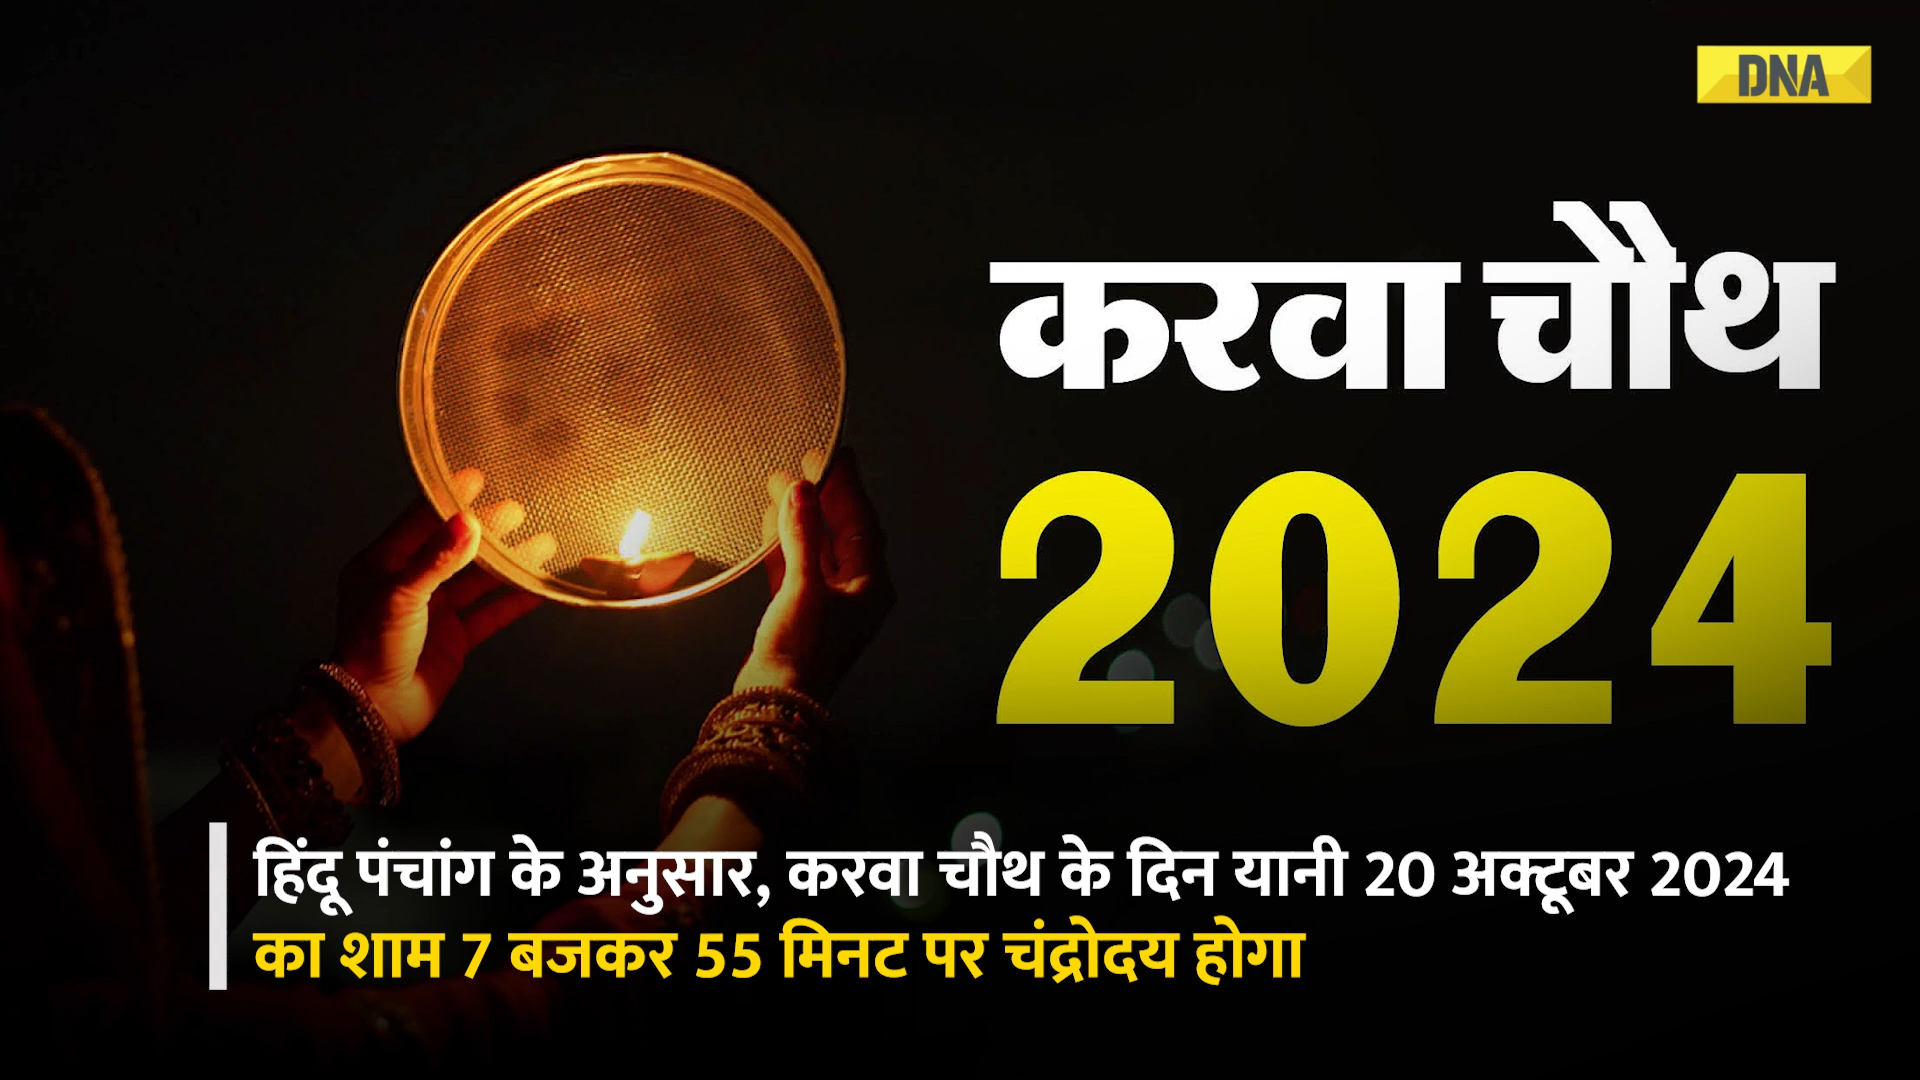 DNA
करवा चौथ
2024
हिंदू पंचांग के अनुसार, करवा चौथ के दिन यानी 20 अक्टूबर 2024
का शाम 7 बजकर 55 मिनट पर चंद्रोदय होगा